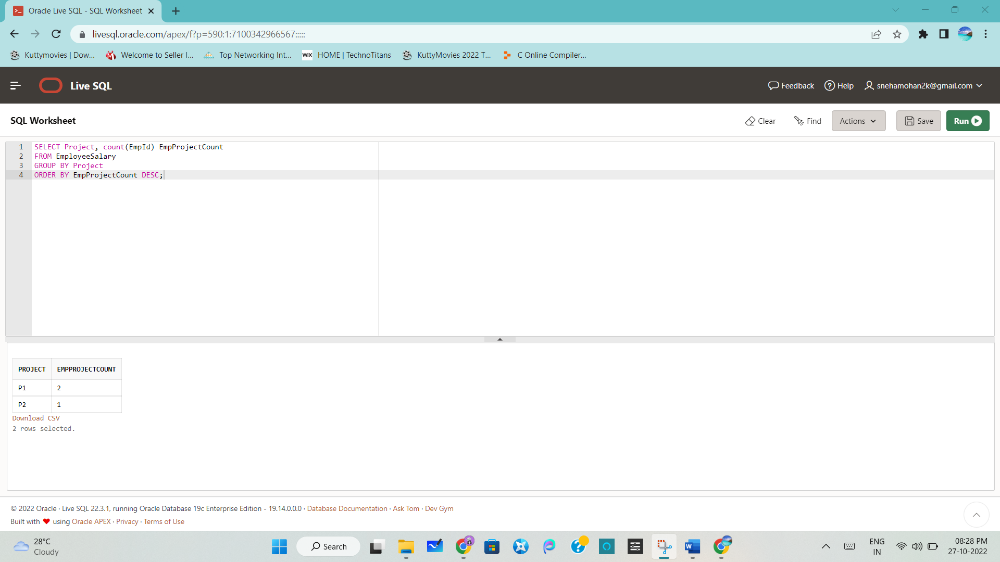 Oracle Live SQL - SQL Worksheet
livesql.oracle.com/apex/f?p=590:1:7100342966567:::::
Kuttymovies | Dow... Welcome to Seller I... Top Networking Int... WIX HOME | TechnoTitans KuttyMovies 2022 T... C Online Compiler...
Live SQL Feedback Help snehamohan2k@gmail.com
SQL Worksheet Clear Find Actions Save Run
1 SELECT Project, count(EmpId) EmpProjectCount
2 FROM EmployeeSalary
3 GROUP BY Project
4 ORDER BY EmpProjectCount DESC;
PROJECT EMPPROJECTCOUNT
P1 2
P2 1
Download CSV
2 rows selected.
© 2022 Oracle · Live SQL 22.3.1, running Oracle Database 19c Enterprise Edition - 19.14.0.0.0 · Database Documentation · Ask Tom · Dev Gym
Built with ❤ using Oracle APEX · Privacy · Terms of Use
28°C
Cloudy
Search
W
ENG
IN
08:28 PM
27-10-2022